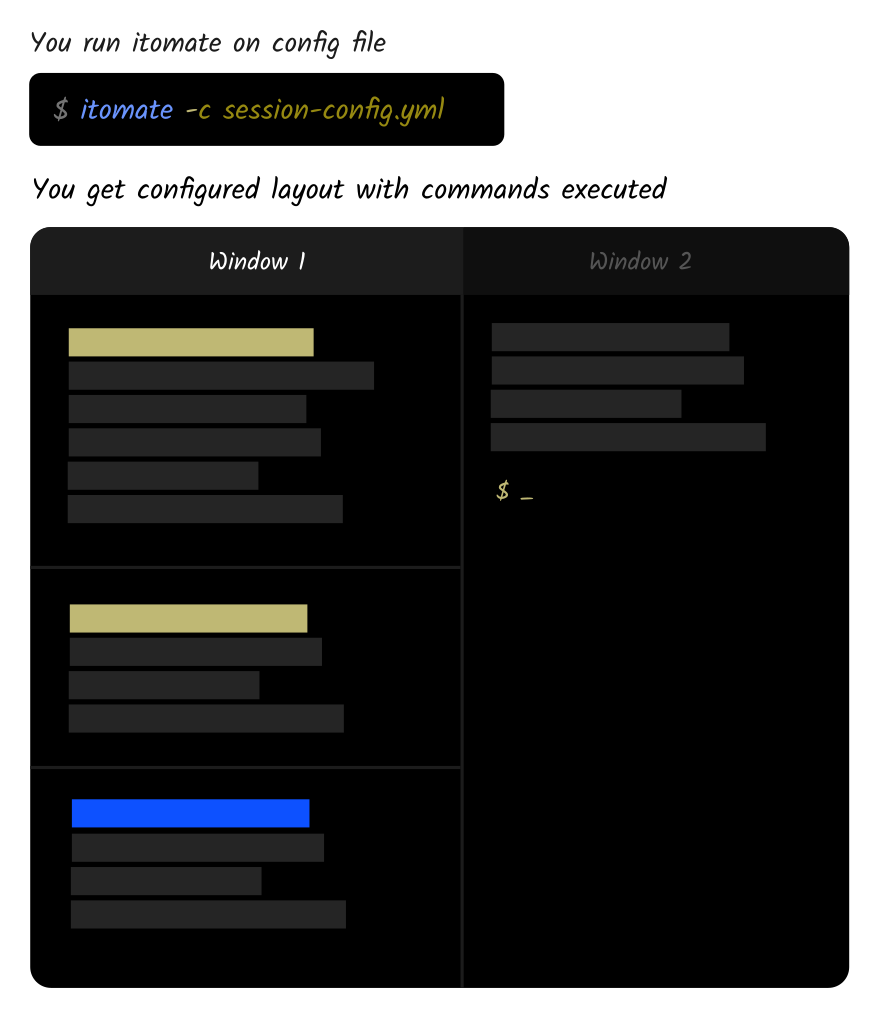 You run itomate on config file
$ itomate -c session-config.yml
You get configured layout with commands executed
Window 1
Window 2
$ _